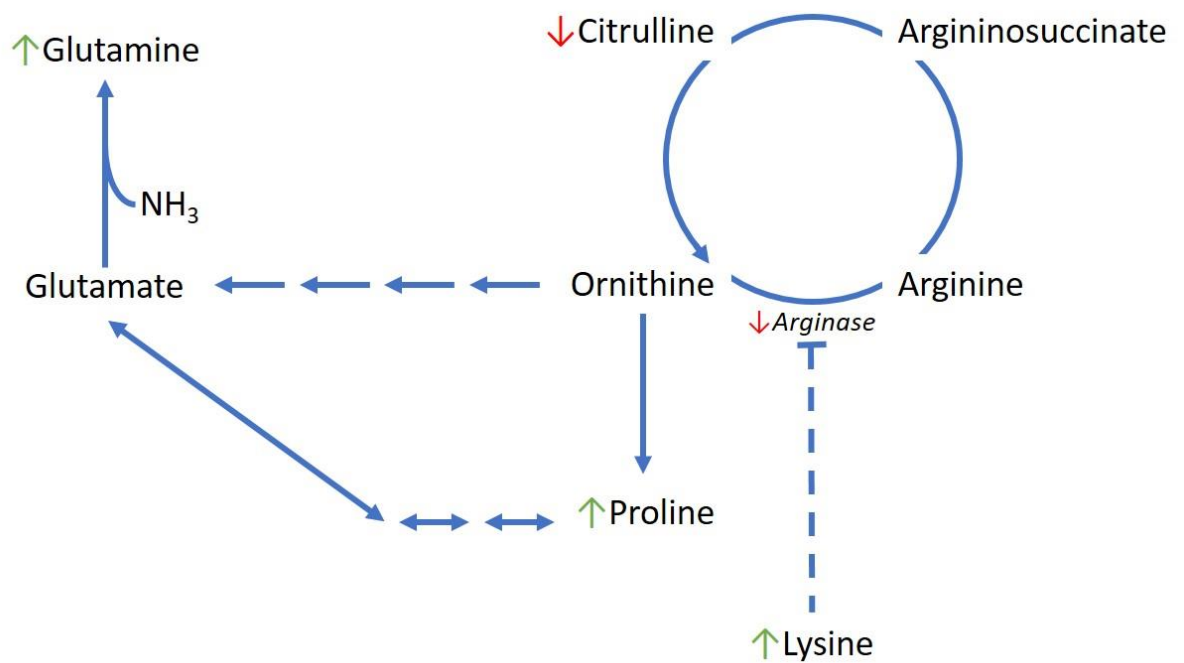 ↓Citrulline
Argininosuccinate
↑Glutamine
NH₃
Glutamate
Ornithine
Arginine
↓Arginase
↑Proline
↑Lysine